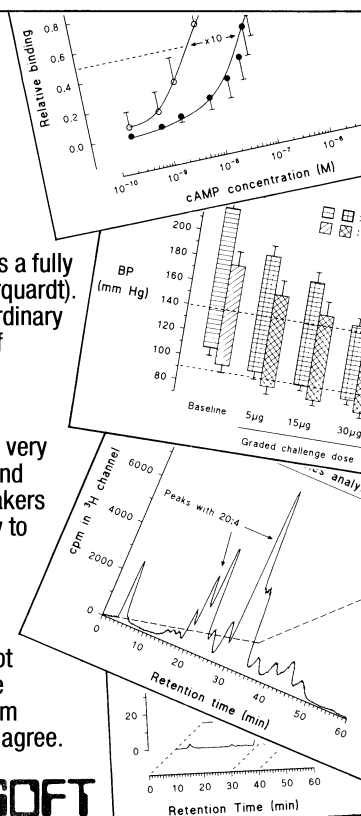 0.8
0.6
0.4
0.2
0.0
Relative binding
x10
10⁻¹⁰ 10⁻⁹ 10⁻⁸ 10⁻⁷ 10⁻⁶
cAMP concentration (M)
200
180
160
140
120
100
80
BP
(mm Hg)
Baseline 5µg 15µg 30µg
Graded challenge dose
s a fully
quardt).
rdinary
f
very
nd
akers
to
6000
4000
2000
0
cpm in ³H channel
Peaks with 20:4
0 10 20 30 40 50 60
Retention time (min)
ot
e
m
agree.
20
0
0 10 20 30 40 50 60
Retention Time (min)
SOFT